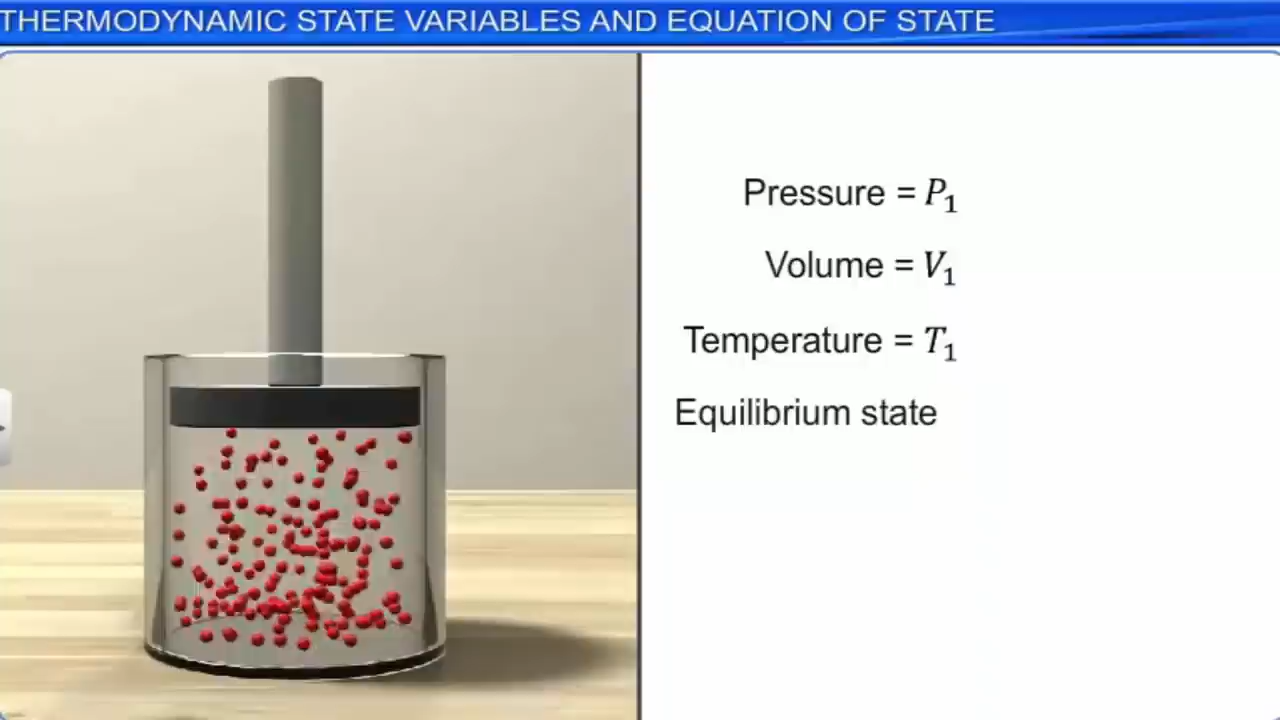 THERMODYNAMIC STATE VARIABLES AND EQUATION OF STATE
Pressure = P₁
Volume = V₁
Temperature = T₁
Equilibrium state